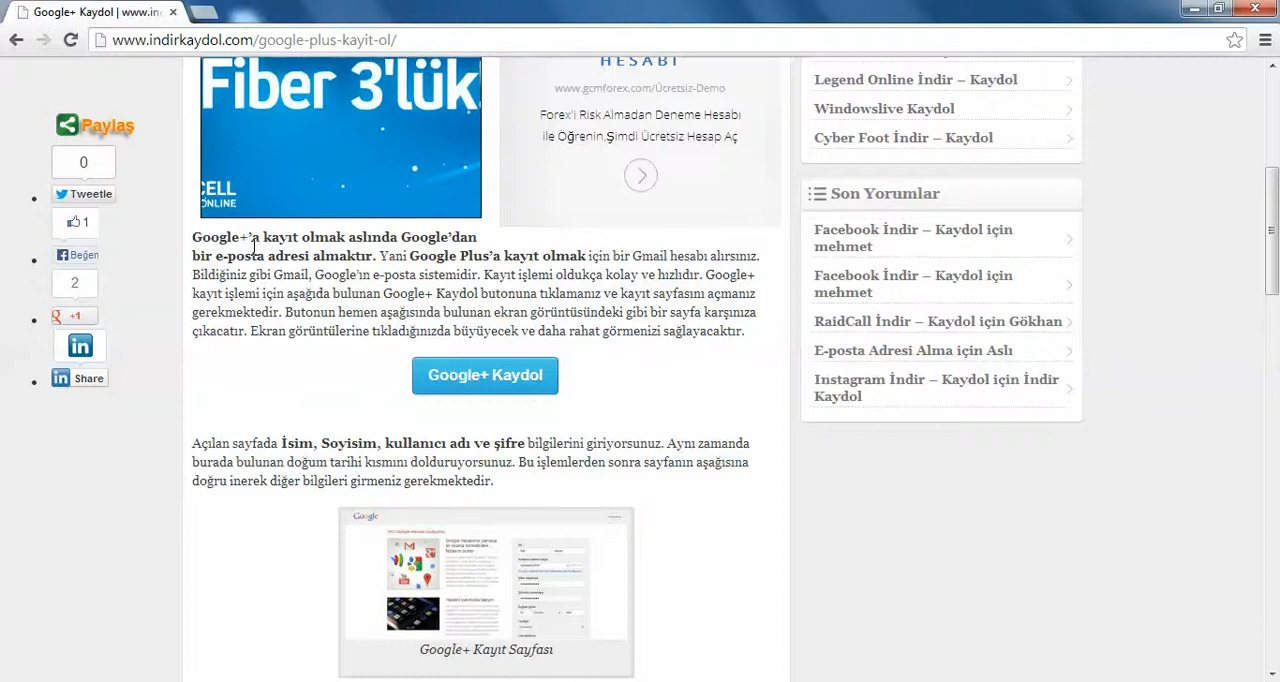 Google+ Kaydol | www.in
www.indirkaydol.com/google-plus-kayit-ol/
Paylaş
0
Tweetle
1
Beğen
2
+1
in
in Share
Fiber 3'lük
CELL
ONLINE
HESABI
www.gcmforex.com/Ücretsiz-Demo
Forex'i Risk Almadan Deneme Hesabı
ile Öğrenin.Şimdi Ücretsiz Hesap Aç
Google+'a kayıt olmak aslında Google'dan
bir e-posta adresi almaktır. Yani Google Plus'a kayıt olmak için bir Gmail hesabı alırsınız.
Bildiğiniz gibi Gmail, Google'ın e-posta sistemidir. Kayıt işlemi oldukça kolay ve hızlıdır. Google+
kayıt işlemi için aşağıda bulunan Google+ Kaydol butonuna tıklamanız ve kayıt sayfasını açmanız
gerekmektedir. Butonun hemen aşağısında bulunan ekran görüntüsündeki gibi bir sayfa karşınıza
çıkacatır. Ekran görüntülerine tıkladığınızda büyüyecek ve daha rahat görmenizi sağlayacaktır.
Google+ Kaydol
Açılan sayfada İsim, Soyisim, kullanıcı adı ve şifre bilgilerini giriyorsunuz. Aynı zamanda
burada bulunan doğum tarihi kısmını dolduruyorsunuz. Bu işlemlerden sonra sayfanın aşağısına
doğru inerek diğer bilgileri girmeniz gerekmektedir.
Google
Google+ Kayıt Sayfası
Legend Online İndir – Kaydol
Windowslive Kaydol
Cyber Foot İndir – Kaydol
Son Yorumlar
Facebook İndir – Kaydol için
mehmet
Facebook İndir – Kaydol için
mehmet
RaidCall İndir – Kaydol için Gökhan
E-posta Adresi Alma için Aslı
Instagram İndir – Kaydol için İndir
Kaydol